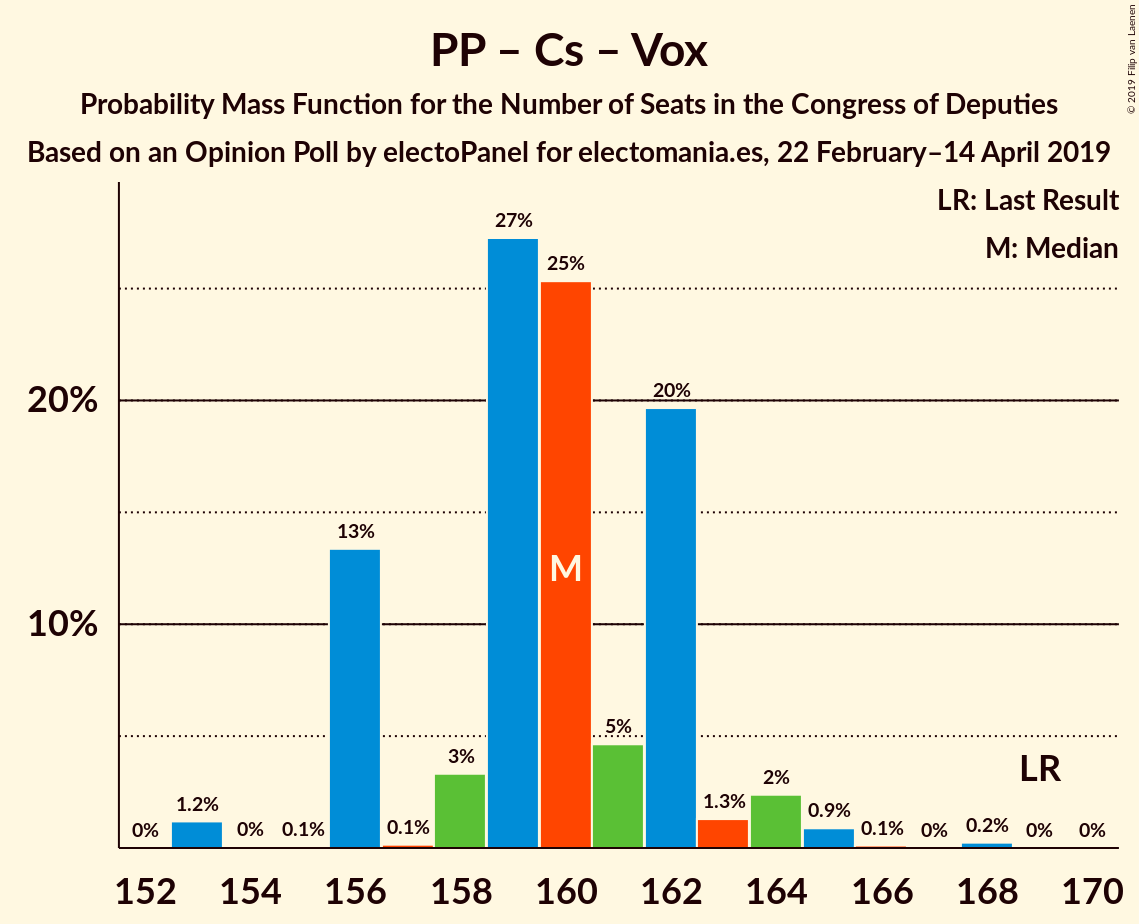 PP – Cs – Vox
Probability Mass Function for the Number of Seats in the Congress of Deputies
Based on an Opinion Poll by electoPanel for electomania.es, 22 February–14 April 2019
© 2019 Filip van Laenen
LR: Last Result
M: Median
20%
10%
0%
1.2%
0%
0.1%
13%
0.1%
3%
27%
25%
M
5%
20%
1.3%
2%
0.9%
0.1%
0%
0.2%
LR
0%
0%
152 154 156 158 160 162 164 166 168 170